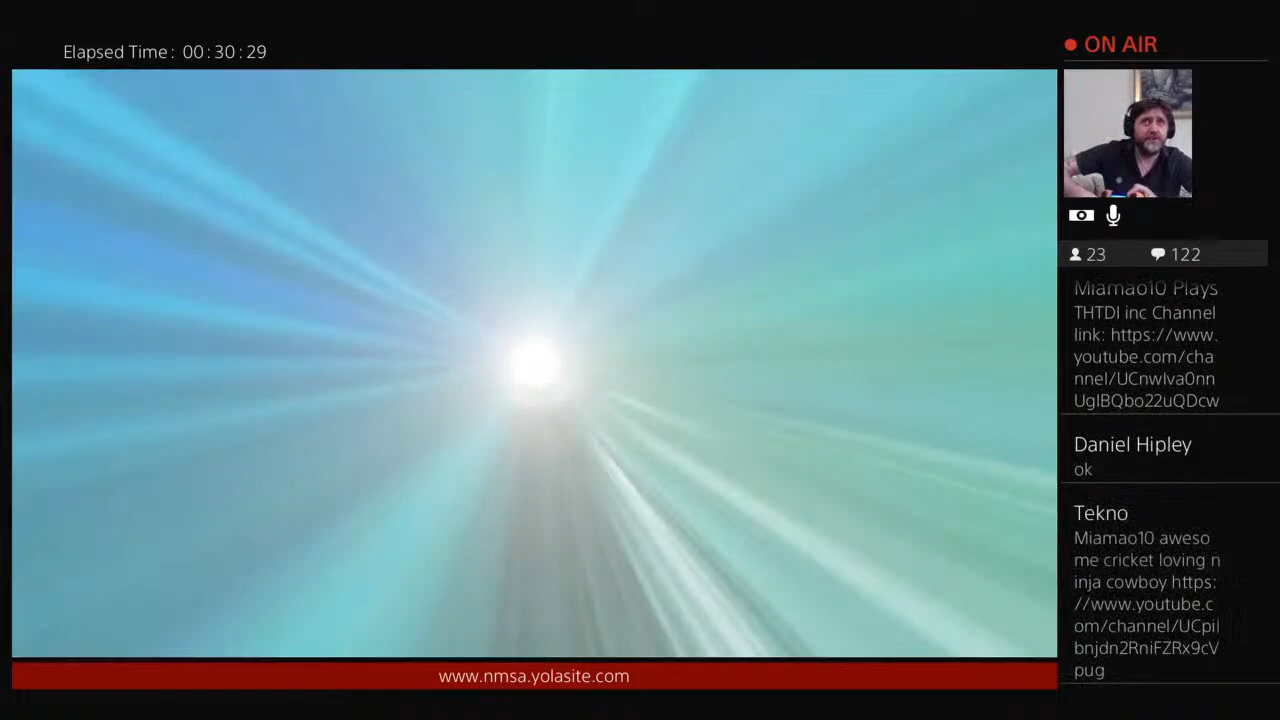 Elapsed Time: 00:30:29
ON AIR
23 122
Miamao10 Plays
THTDI inc Channel
link: https://www.
youtube.com/cha
nnel/UCnwIva0nn
UgIBQbo22uQDcw
Daniel Hipley
ok
Tekno
Miamao10 aweso
me cricket loving n
inja cowboy https:
//www.youtube.c
om/channel/UCpil
bnjdn2RniFZRx9cV
pug
www.nmsa.yolasite.com